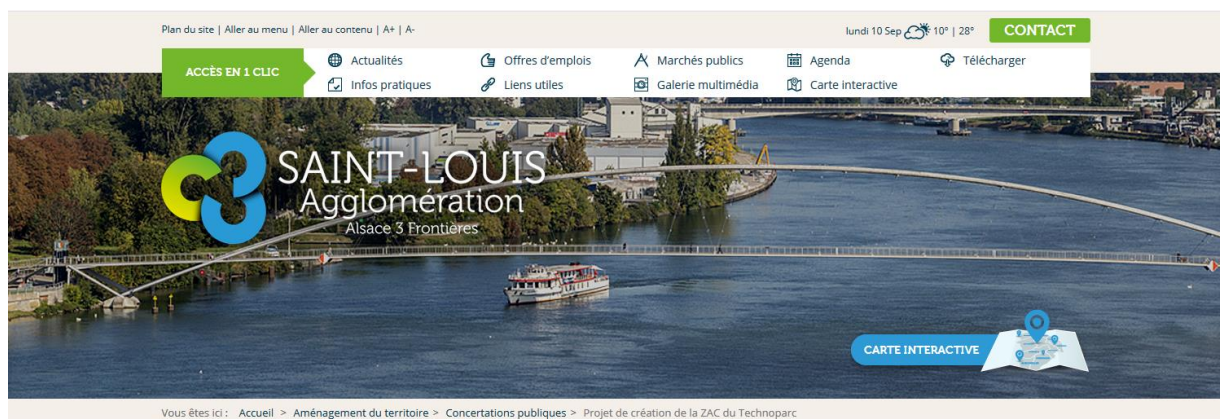 Plan du site | Aller au menu | Aller au contenu | A+ | A-
lundi 10 Sep 10° | 28°
CONTACT
ACCÈS EN 1 CLIC
Actualités
Offres d'emplois
Marchés publics
Agenda
Télécharger
Infos pratiques
Liens utiles
Galerie multimédia
Carte interactive
SAINT-LOUIS
Agglomération
Alsace 3 Frontières
CARTE INTERACTIVE
Vous êtes ici : Accueil > Aménagement du territoire > Concertations publiques > Projet de création de la ZAC du Technoparc